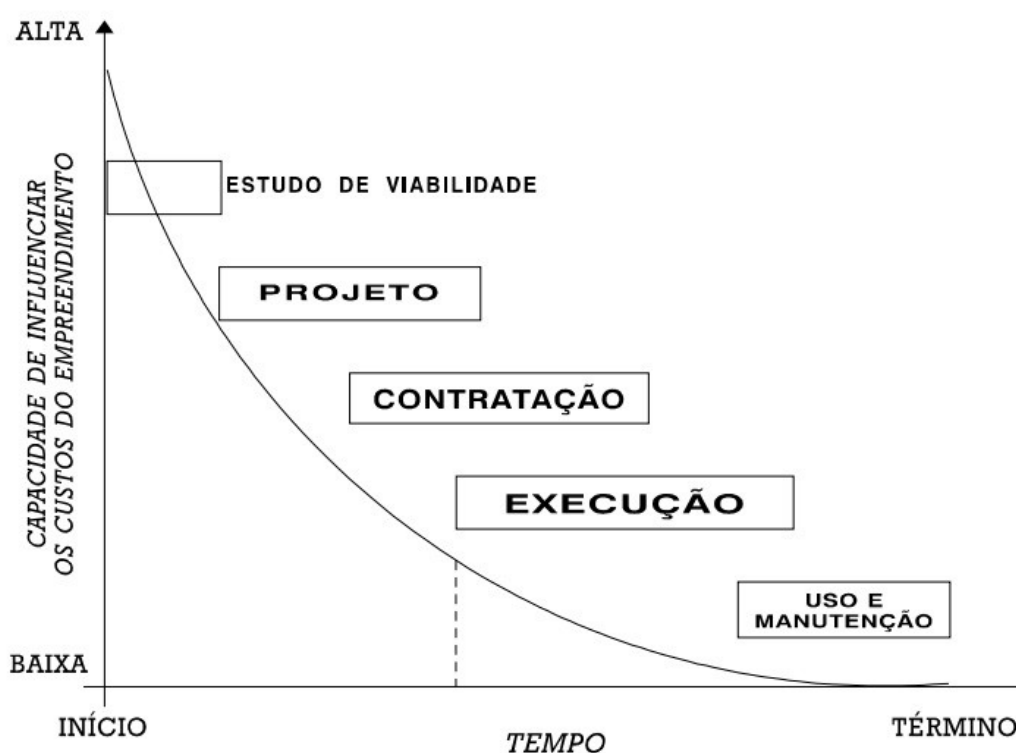 ALTA
CAPACIDADE DE INFLUENCIAR
OS CUSTOS DO EMPREENDIMENTO
ESTUDO DE VIABILIDADE
PROJETO
CONTRATAÇÃO
EXECUÇÃO
USO E
MANUTENÇÃO
BAIXA
INÍCIO
TEMPO
TÉRMINO